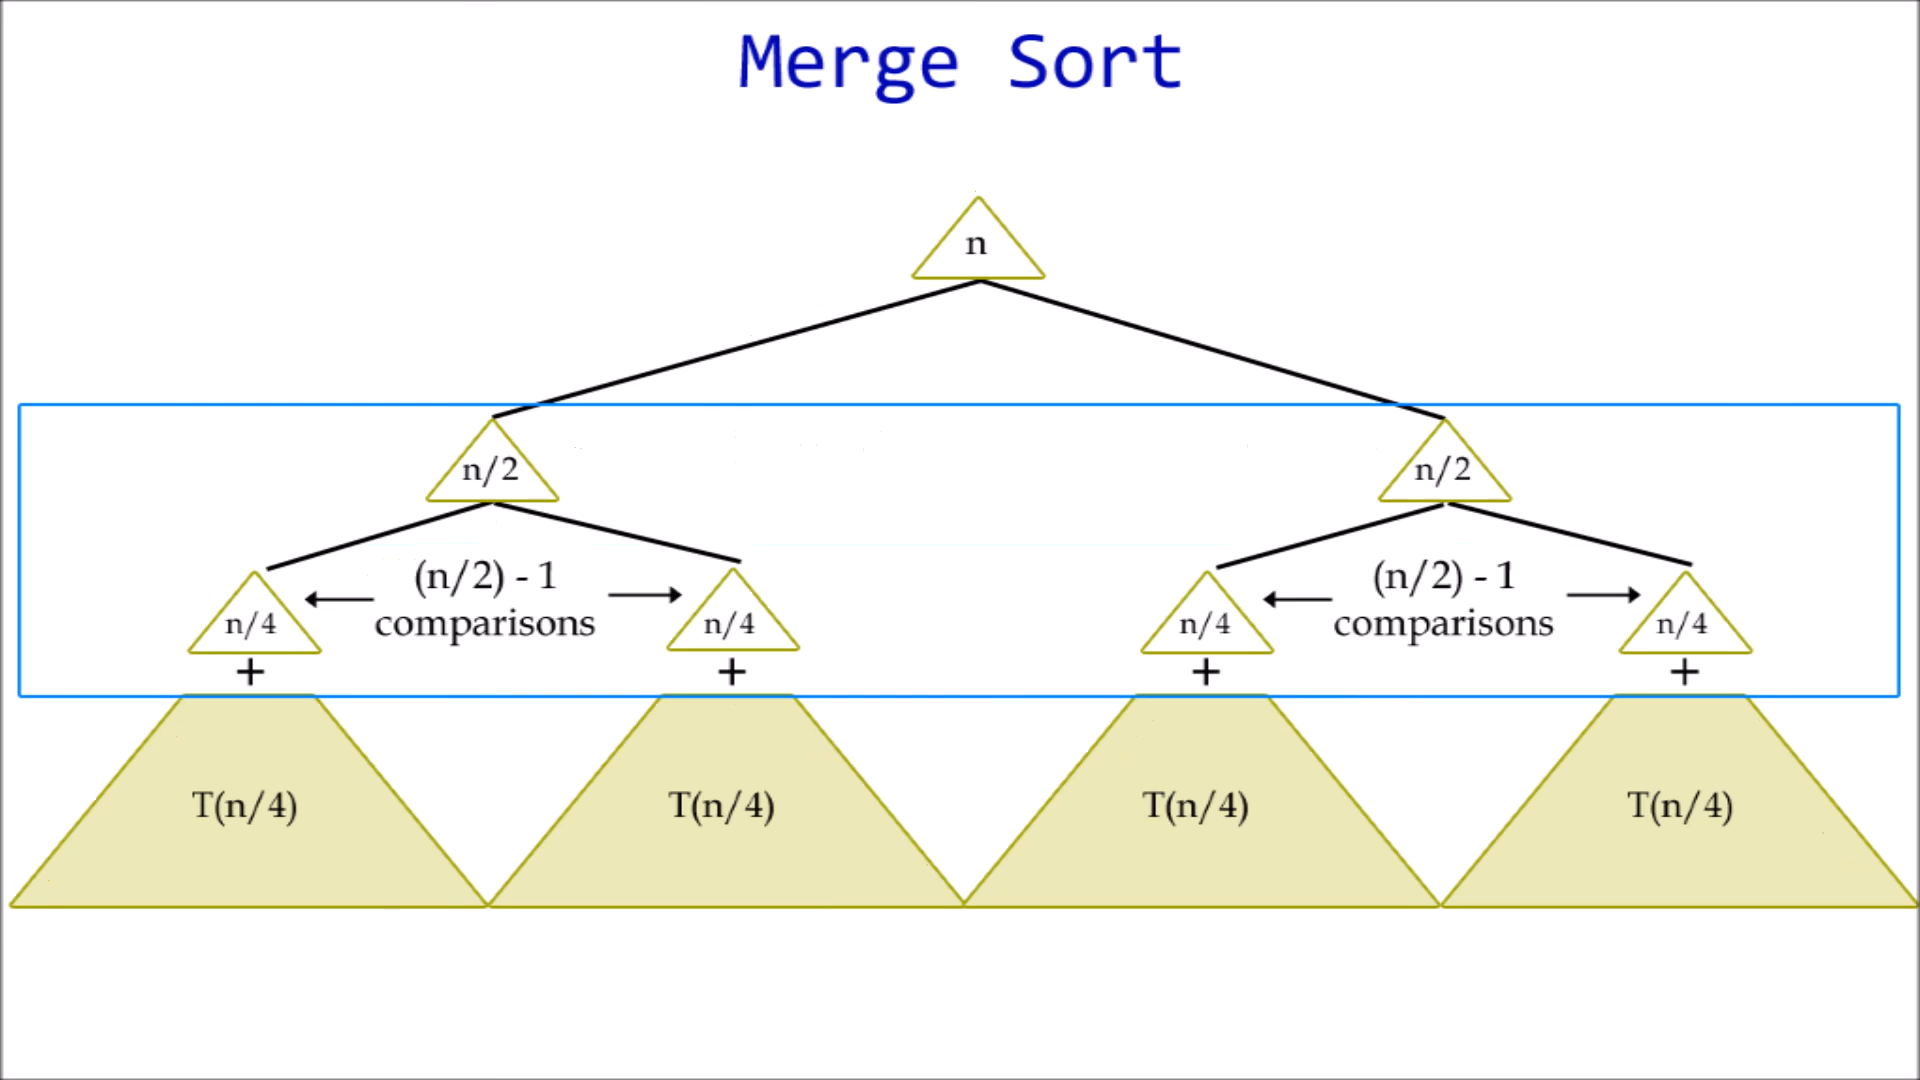 Merge Sort
n
n/2 n/2
(n/2) - 1 (n/2) - 1
n/4 comparisons n/4 n/4 comparisons n/4
+ + + +
T(n/4) T(n/4) T(n/4) T(n/4)